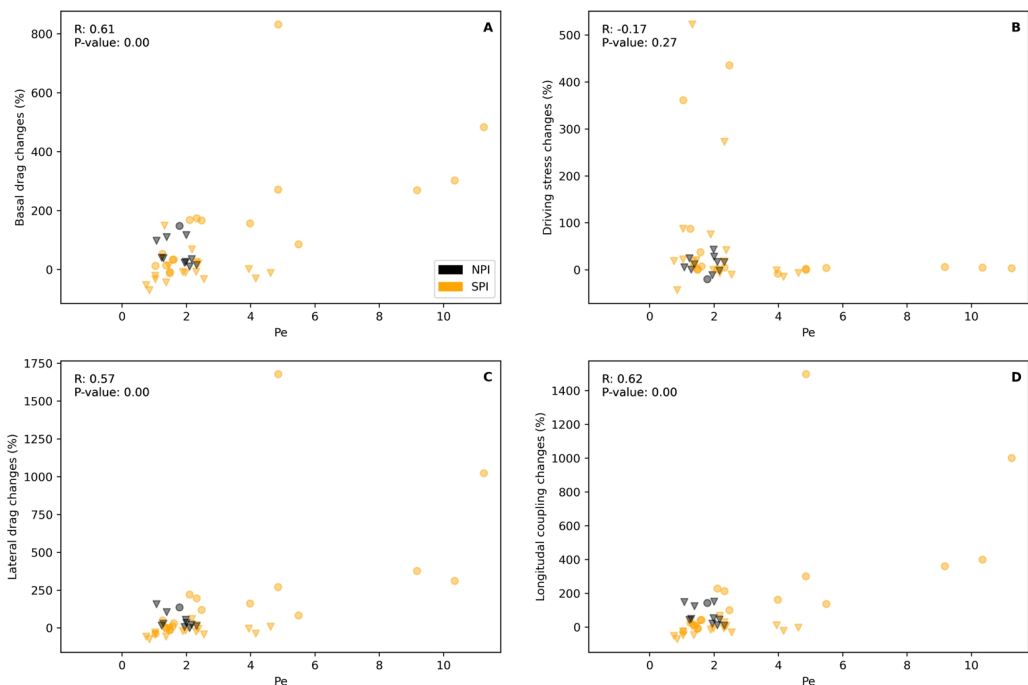 R: 0.61
P-value: 0.00
A
Basal drag changes (%)
800
600
400
200
0
NPI
SPI
0 2 4 6 8 10
Pe
R: -0.17
P-value: 0.27
B
Driving stress changes (%)
500
400
300
200
100
0
0 2 4 6 8 10
Pe
R: 0.57
P-value: 0.00
C
Lateral drag changes (%)
1750
1500
1250
1000
750
500
250
0
0 2 4 6 8 10
Pe
R: 0.62
P-value: 0.00
D
Longitudal coupling changes (%)
1400
1200
1000
800
600
400
200
0
0 2 4 6 8 10
Pe